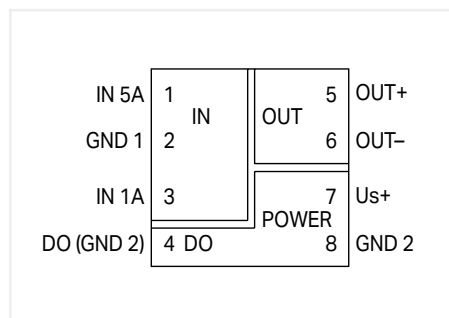 IN 5A 1 5 OUT+
IN OUT
GND 1 2 6 OUT–
IN 1A 3 7 Us+
POWER
DO (GND 2) 4 DO 8 GND 2